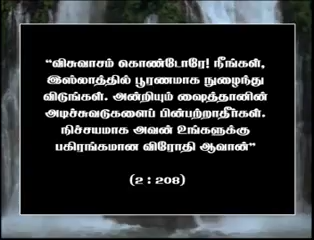 “விசுவாசம் கொண்டோரே! நீங்கள்,
இஸ்லாத்தில் பூரணமாக நுழைந்து
விடுங்கள். அன்றியும் ஷைத்தானின்
அடிச்சுவடுகளைப் பின்பற்றாதீர்கள்.
நிச்சயமாக அவன் உங்களுக்கு
பகிரங்கமான விரோதி ஆவான்”
(2 : 208)